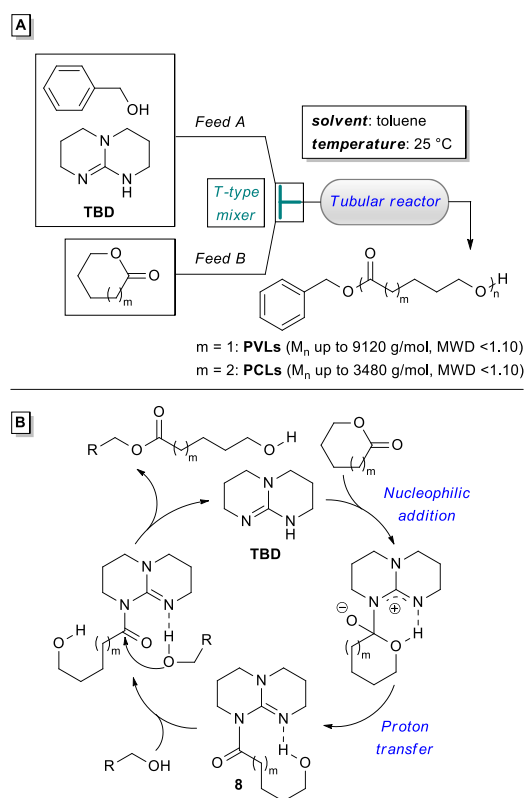 A
OH
N
N
N
H
TBD
Feed A
solvent: toluene
temperature: 25 °C
T-type
mixer
Tubular reactor
O
O
m
Feed B
O
O
m
O
H
n
m = 1: PVLs (Mn up to 9120 g/mol, MWD <1.10)
m = 2: PCLs (Mn up to 3480 g/mol, MWD <1.10)
B
O
R
O
m
O
H
O
O
m
N
N
N
H
TBD
Nucleophilic
addition
N
N
N
H
O
O
m
H
O
R
N
N
N
⊖
⊕
O
O
H
m
Proton
transfer
R
OH
N
N
N
O
m
H
O
8